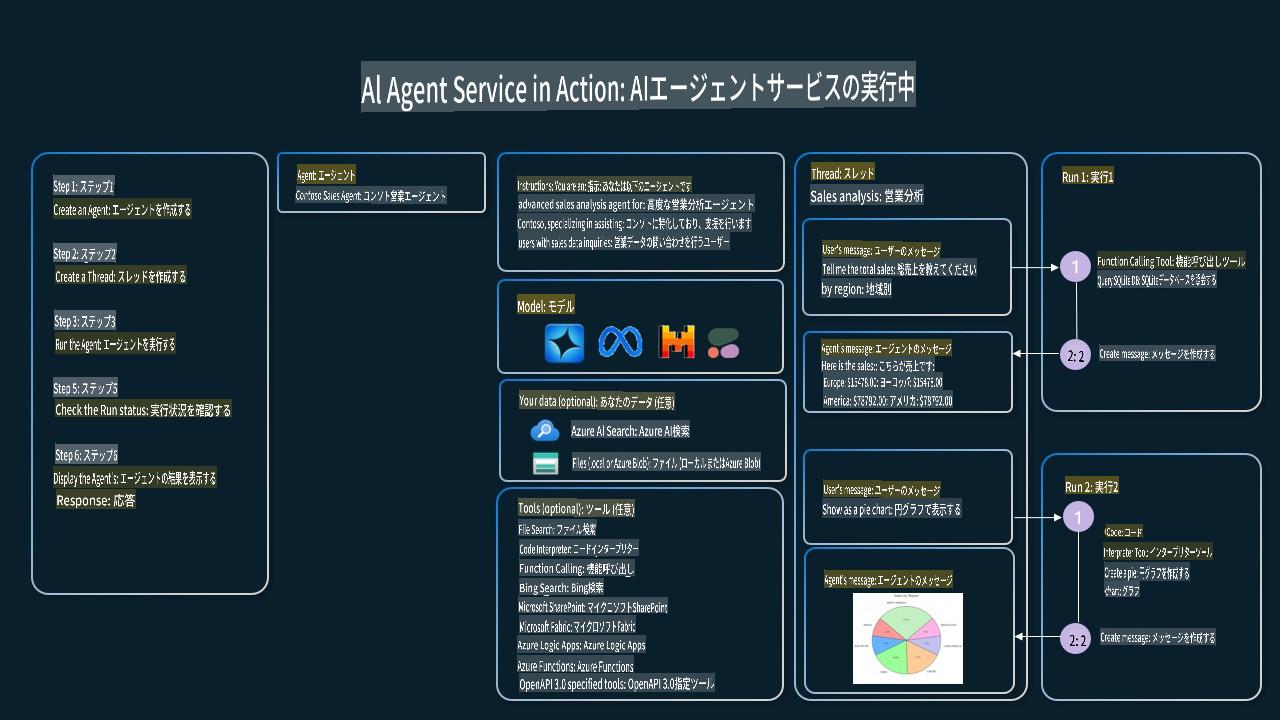 AI Agent Service in Action: AIエージェントサービスの実行中
Step 1: ステップ1
Create an Agent: エージェントを作成する
Step 2: ステップ2
Create a Thread: スレッドを作成する
Step 3: ステップ3
Run the Agent: エージェントを実行する
Step 5: ステップ5
Check the Run status: 実行状況を確認する
Step 6: ステップ6
Display the Agent's: エージェントの結果を表示する
Response: 応答
Agent: エージェント
Contoso Sales Agent: コンソト営業エージェント
Instructions: You are an: 指示: あなたは以下のエージェントです
advanced sales analysis agent for: 高度な営業分析エージェント
Contoso, specializing in assisting: コンソトに特化しており、支援を行います
users with sales data inquiries: 営業データの問い合わせを行うユーザー
Model: モデル
Your data (optional): あなたのデータ (任意)
Azure AI Search: Azure AI検索
Files (local or Azure Blob): ファイル (ローカルまたはAzure Blob)
Tools (optional): ツール (任意)
File Search: ファイル検索
Code Interpreter: コードインタープリター
Function Calling: 機能呼び出し
Bing Search: Bing検索
Microsoft SharePoint: マイクロソフトSharePoint
Microsoft Fabric: マイクロソフトFabric
Azure Logic Apps: Azure Logic Apps
Azure Functions: Azure Functions
OpenAPI 3.0 specified tools: OpenAPI 3.0指定ツール
Thread: スレッド
Sales analysis: 営業分析
User's message: ユーザーのメッセージ
Tell me the total sales: 総売上を教えてください
by region: 地域別
Agent's message: エージェントのメッセージ
Here is the sales:: こちらが売上です:
Europe: $15478.00: ヨーロッパ: $15478.00
America: $78792.00: アメリカ: $78792.00
User's message: ユーザーのメッセージ
Show as a pie chart: 円グラフで表示する
Agent's message: エージェントのメッセージ
Run 1: 実行1
1
Function Calling Tool: 機能呼び出しツール
Query SQLite DB: SQLiteデータベースを照会する
2: 2
Create message: メッセージを作成する
Run 2: 実行2
1
Code: コード
Interpreter Tool: インタープリターツール
Create a pie: 円グラフを作成する
chart: グラフ
2: 2
Create message: メッセージを作成する